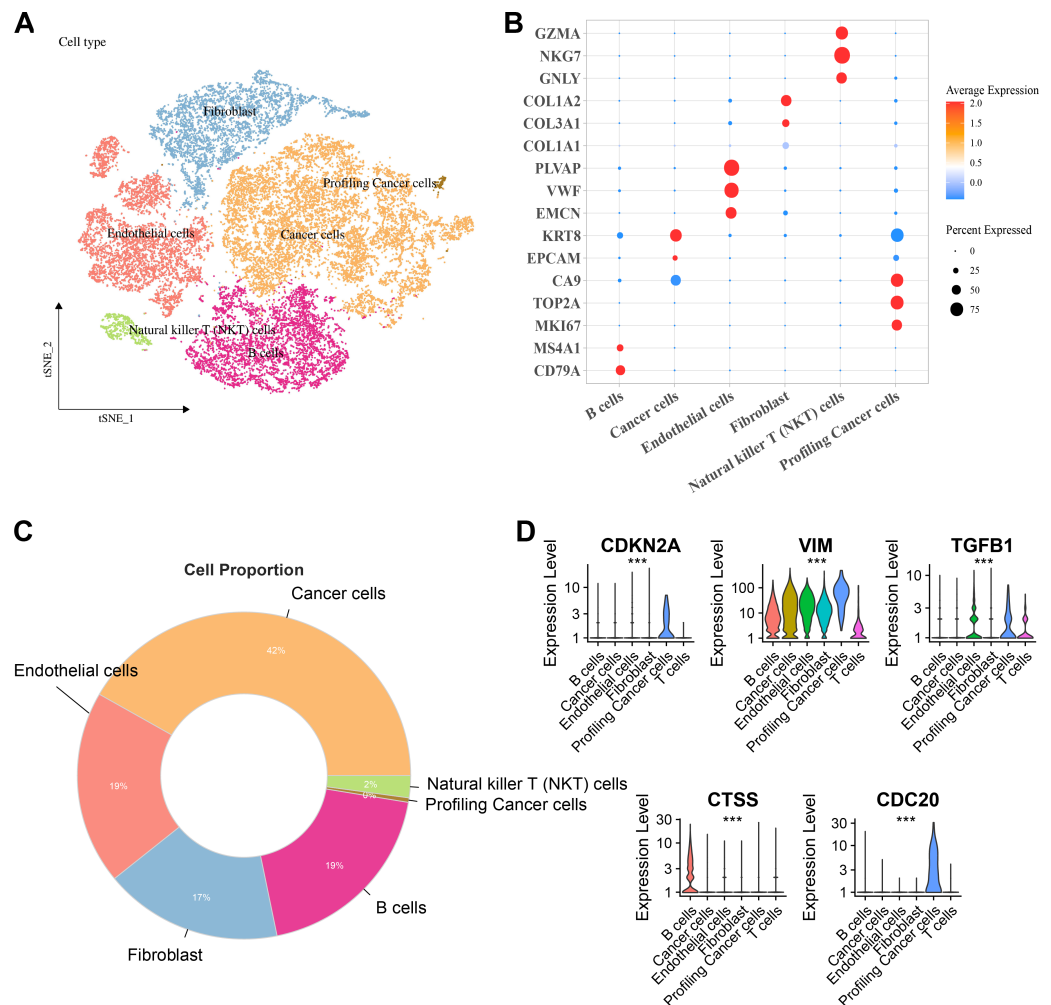 A
Cell type
Fibroblast
Profiling Cancer cells
Endothelial cells
Cancer cells
Natural killer T (NKT) cells
B cells
tSNE_2
tSNE_1
B
GZMA
NKG7
GNLY
COL1A2
COL3A1
COL1A1
PLVAP
VWF
EMCN
KRT8
EPCAM
CA9
TOP2A
MKI67
MS4A1
CD79A
B cells
Cancer cells
Endothelial cells
Fibroblast
Natural killer T (NKT) cells
Profiling Cancer cells
Average Expression
2.0
1.5
1.0
0.5
0.0
Percent Expressed
0
25
50
75
C
Cell Proportion
Cancer cells
42%
Endothelial cells
19%
Natural killer T (NKT) cells
2%
Profiling Cancer cells
0%
19%
B cells
17%
Fibroblast
D
CDKN2A
***
Expression Level
10
3
1
B cells
Cancer cells
Endothelial cells
Fibroblast
Profiling Cancer cells
T cells
VIM
***
Expression Level
100
10
1
B cells
Cancer cells
Endothelial cells
Fibroblast
Profiling Cancer cells
T cells
TGFB1
***
Expression Level
10
3
1
B cells
Cancer cells
Endothelial cells
Fibroblast
Profiling Cancer cells
T cells
CTSS
***
Expression Level
30
10
3
1
B cells
Cancer cells
Endothelial cells
Fibroblast
Profiling Cancer cells
T cells
CDC20
***
Expression Level
30
10
3
1
B cells
Cancer cells
Endothelial cells
Fibroblast
Profiling Cancer cells
T cells